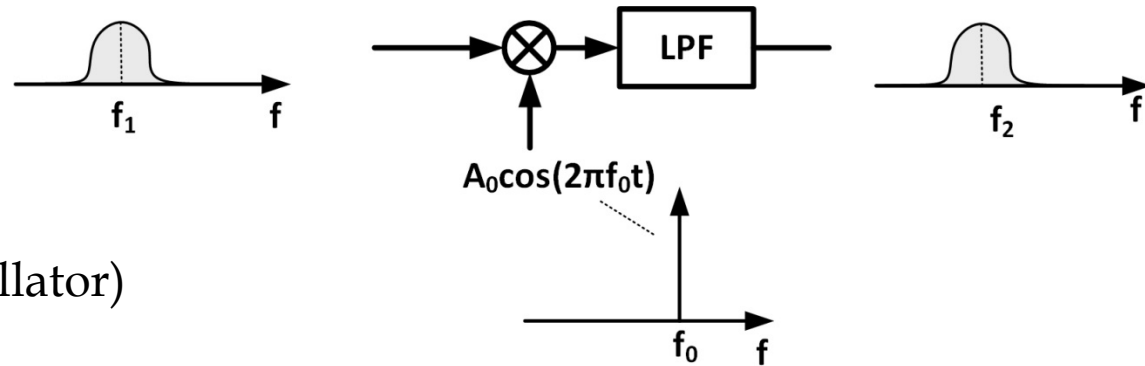 LPF
f₁ f
f₂ f
A₀cos(2πf₀t)
llator)
f₀ f